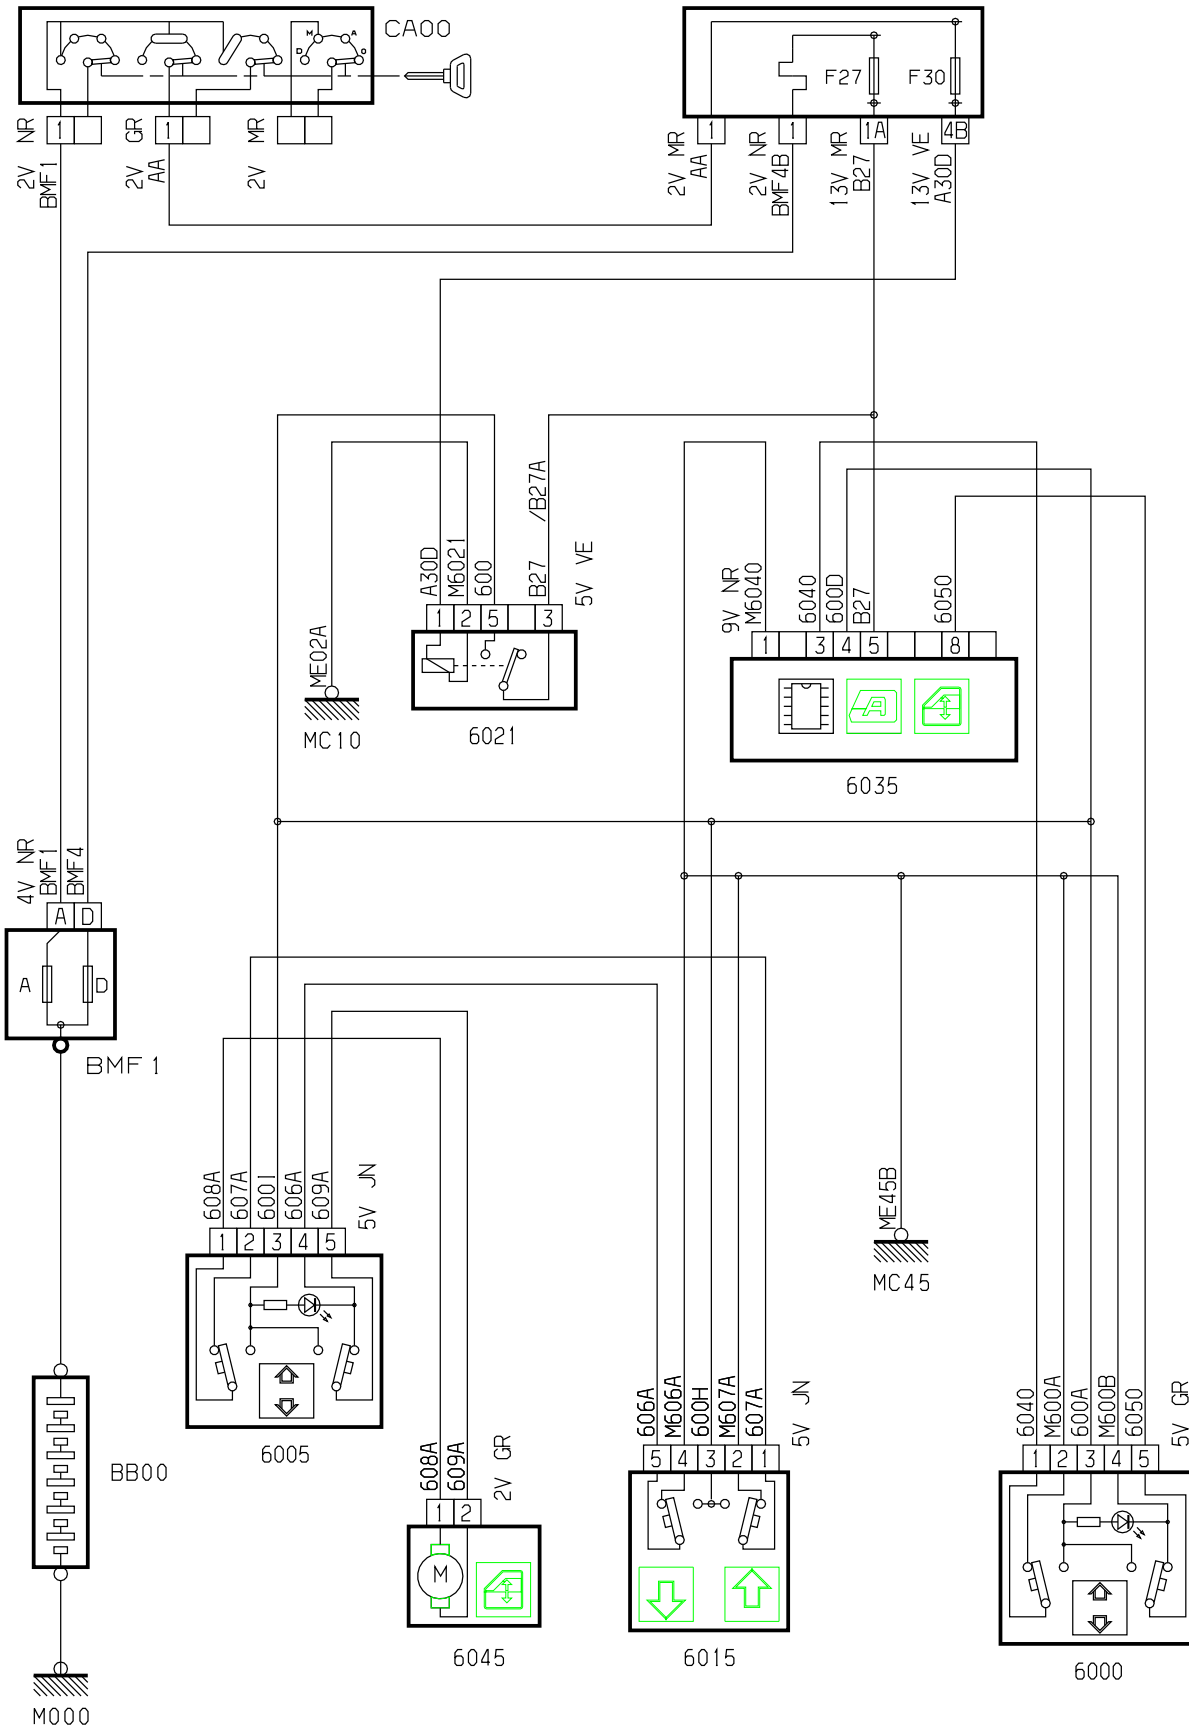 CA00
M
A
D
O
F27
F30
1
1
1
1
1A
4B
2V NR
BMF1
2V GR
AA
2V MR
2V MR
AA
2V NR
BMF4B
13V MR
B27
13V VE
A30D
A30D
M6021
600
B27
/B27A
5V VE
1
2
5
3
6021
ME02A
MC10
9V NR
M6040
6040
600D
B27
6050
1
3
4
5
8
A
6035
4V NR
BMF1
BMF4
A
D
A
D
BMF1
608A
607A
600I
606A
609A
5V JN
1
2
3
4
5
6005
ME45B
MC45
BB00
M000
608A
609A
2V GR
1
2
M
6045
606A
M606A
600H
M607A
607A
5V JN
5
4
3
2
1
6015
6040
M600A
600A
M600B
6050
5V GR
1
2
3
4
5
6000